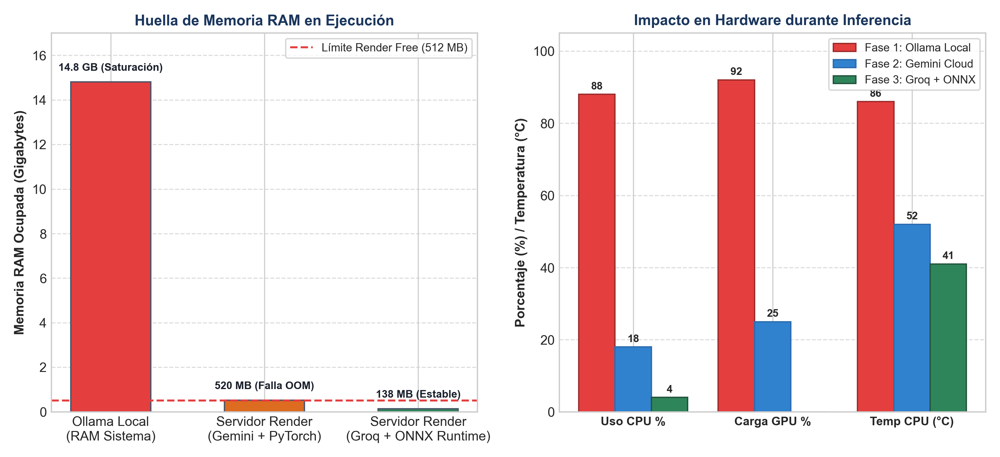 Huella de Memoria RAM en Ejecución
Límite Render Free (512 MB)
Memoria RAM Ocupada (Gigabytes)
16
14
12
10
8
6
4
2
0
14.8 GB (Saturación)
520 MB (Falla OOM)
138 MB (Estable)
Ollama Local
(RAM Sistema)
Servidor Render
(Gemini + PyTorch)
Servidor Render
(Groq + ONNX Runtime)
Impacto en Hardware durante Inferencia
Fase 1: Ollama Local
Fase 2: Gemini Cloud
Fase 3: Groq + ONNX
Porcentaje (%) / Temperatura (°C)
100
80
60
40
20
0
88
18
4
92
25
86
52
41
Uso CPU %
Carga GPU %
Temp CPU (°C)